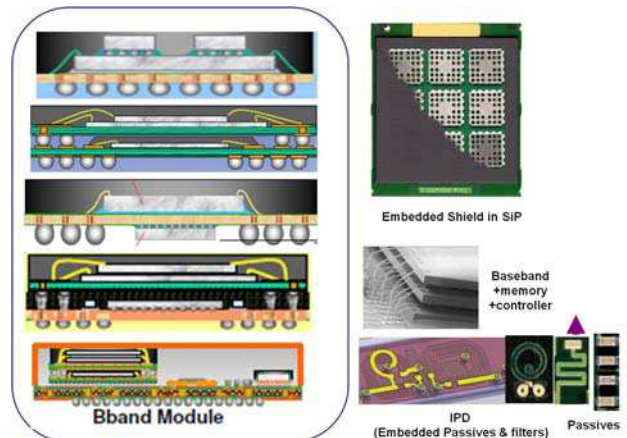 Bband Module
Embedded Shield in SiP
Baseband
+memory
+controller
IPD
(Embedded Passives & filters)
Passives